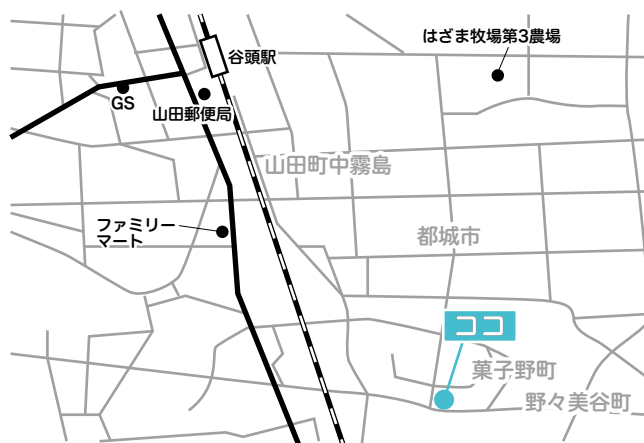 はざま牧場第3農場
谷頭駅
GS
山田郵便局
山田町中霧島
ファミリー
マート
都城市
ココ
菓子野町
野々美谷町